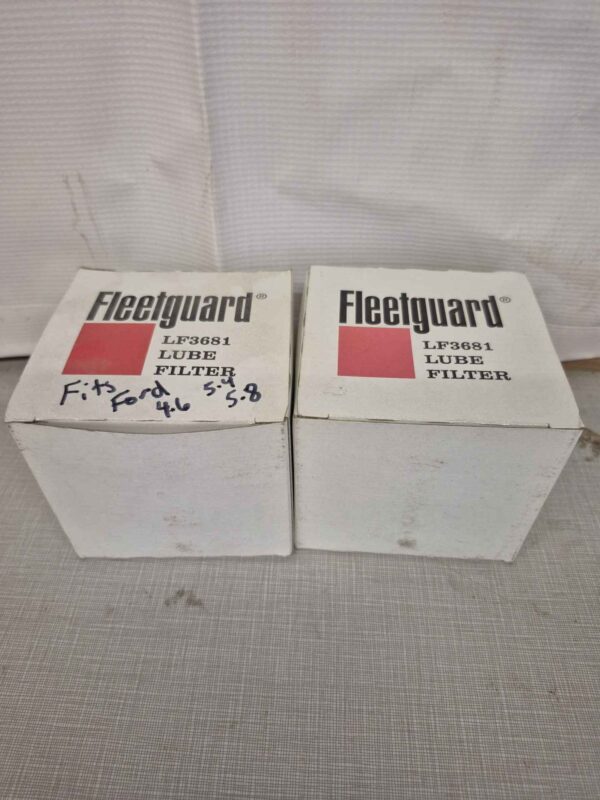 Fleetguard®
LF3681
LUBE
FILTER
Fits Ford 4.6 5.4 5.8
Fleetguard®
LF3681
LUBE
FILTER